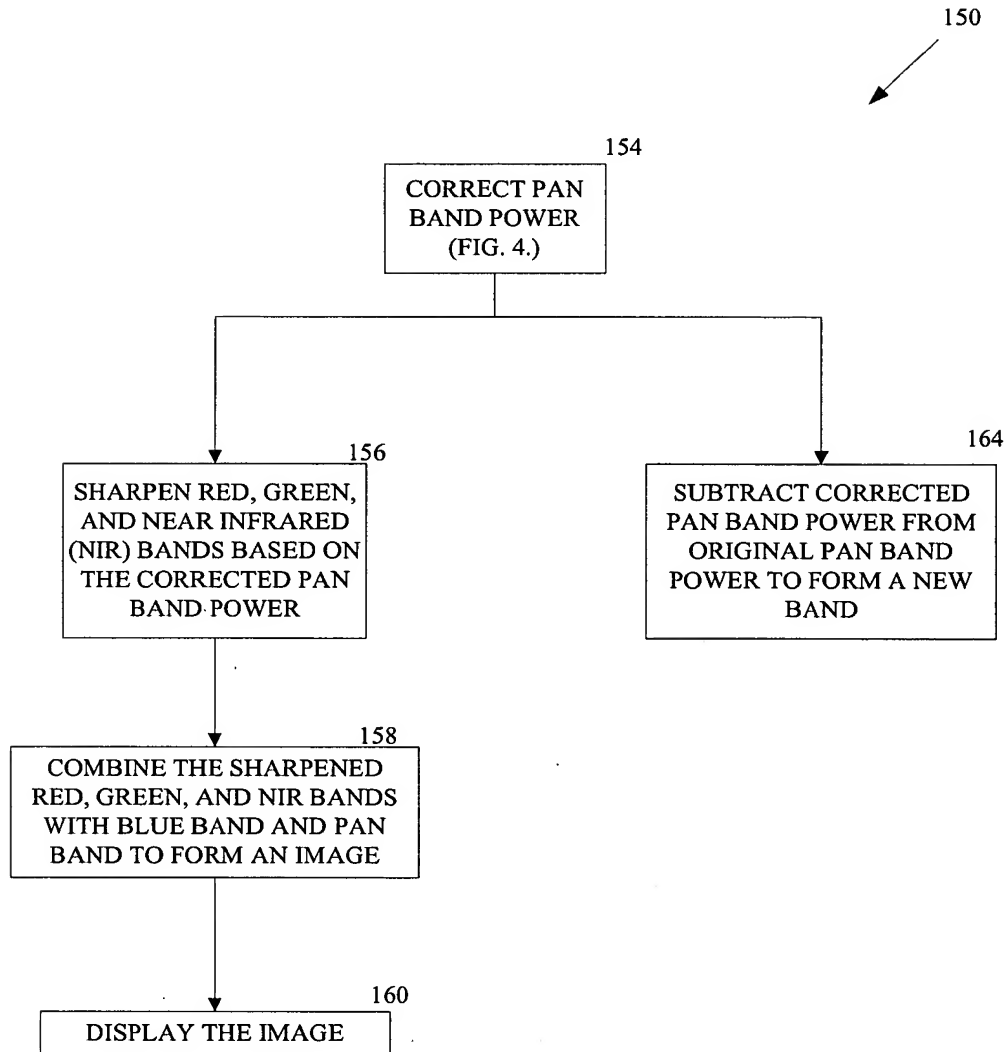 150
154
CORRECT PAN
BAND POWER
(FIG. 4.)
156
SHARPEN RED, GREEN,
AND NEAR INFRARED
(NIR) BANDS BASED ON
THE CORRECTED PAN
BAND POWER
164
SUBTRACT CORRECTED
PAN BAND POWER FROM
ORIGINAL PAN BAND
POWER TO FORM A NEW
BAND
158
COMBINE THE SHARPENED
RED, GREEN, AND NIR BANDS
WITH BLUE BAND AND PAN
BAND TO FORM AN IMAGE
160
DISPLAY THE IMAGE